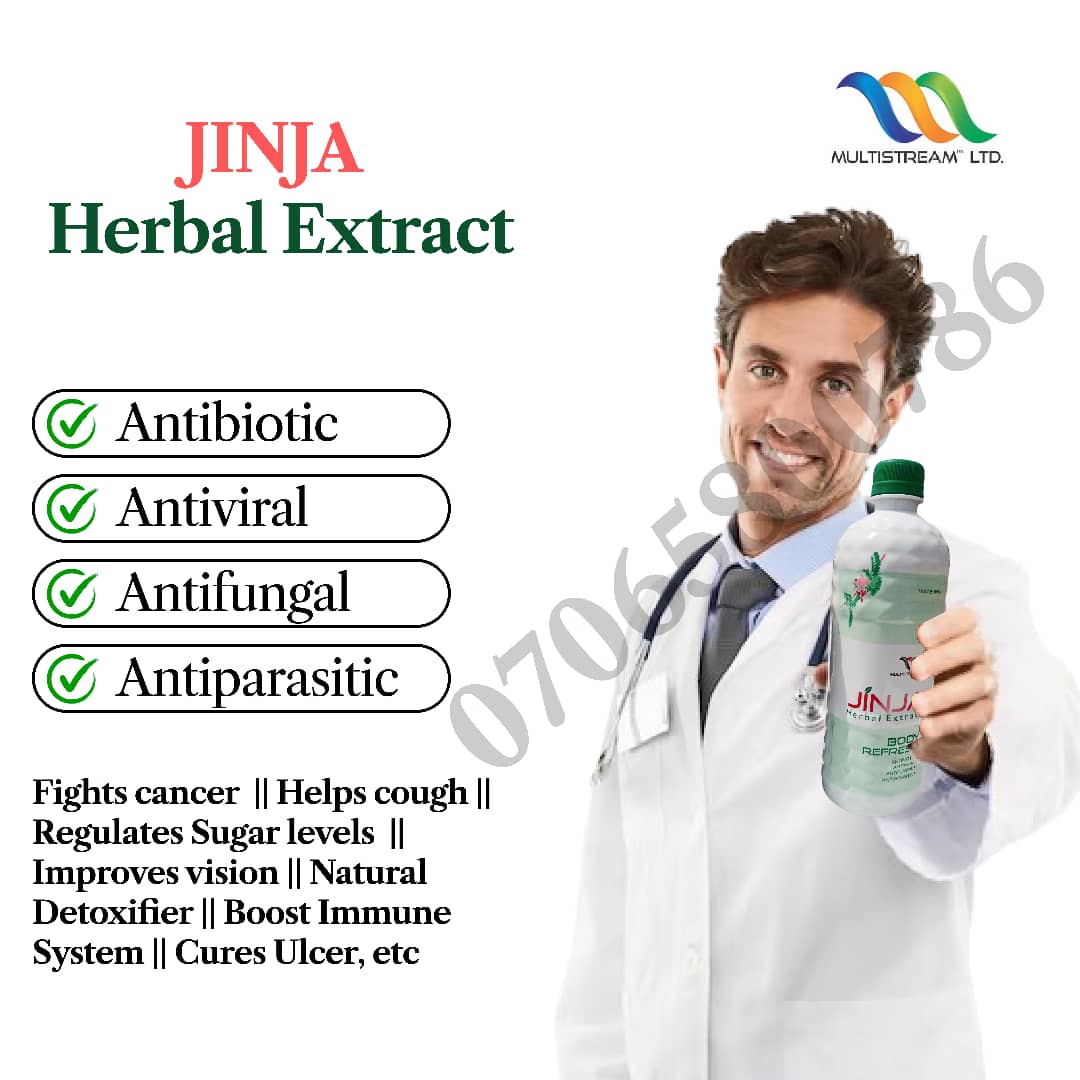 MULTISTREAM™ LTD.
JINJA
Herbal Extract
Antibiotic
Antiviral
Antifungal
Antiparasitic
Fights cancer || Helps cough ||
Regulates Sugar levels ||
Improves vision || Natural
Detoxifier || Boost Immune
System || Cures Ulcer, etc
JINJA
Herbal
BODY